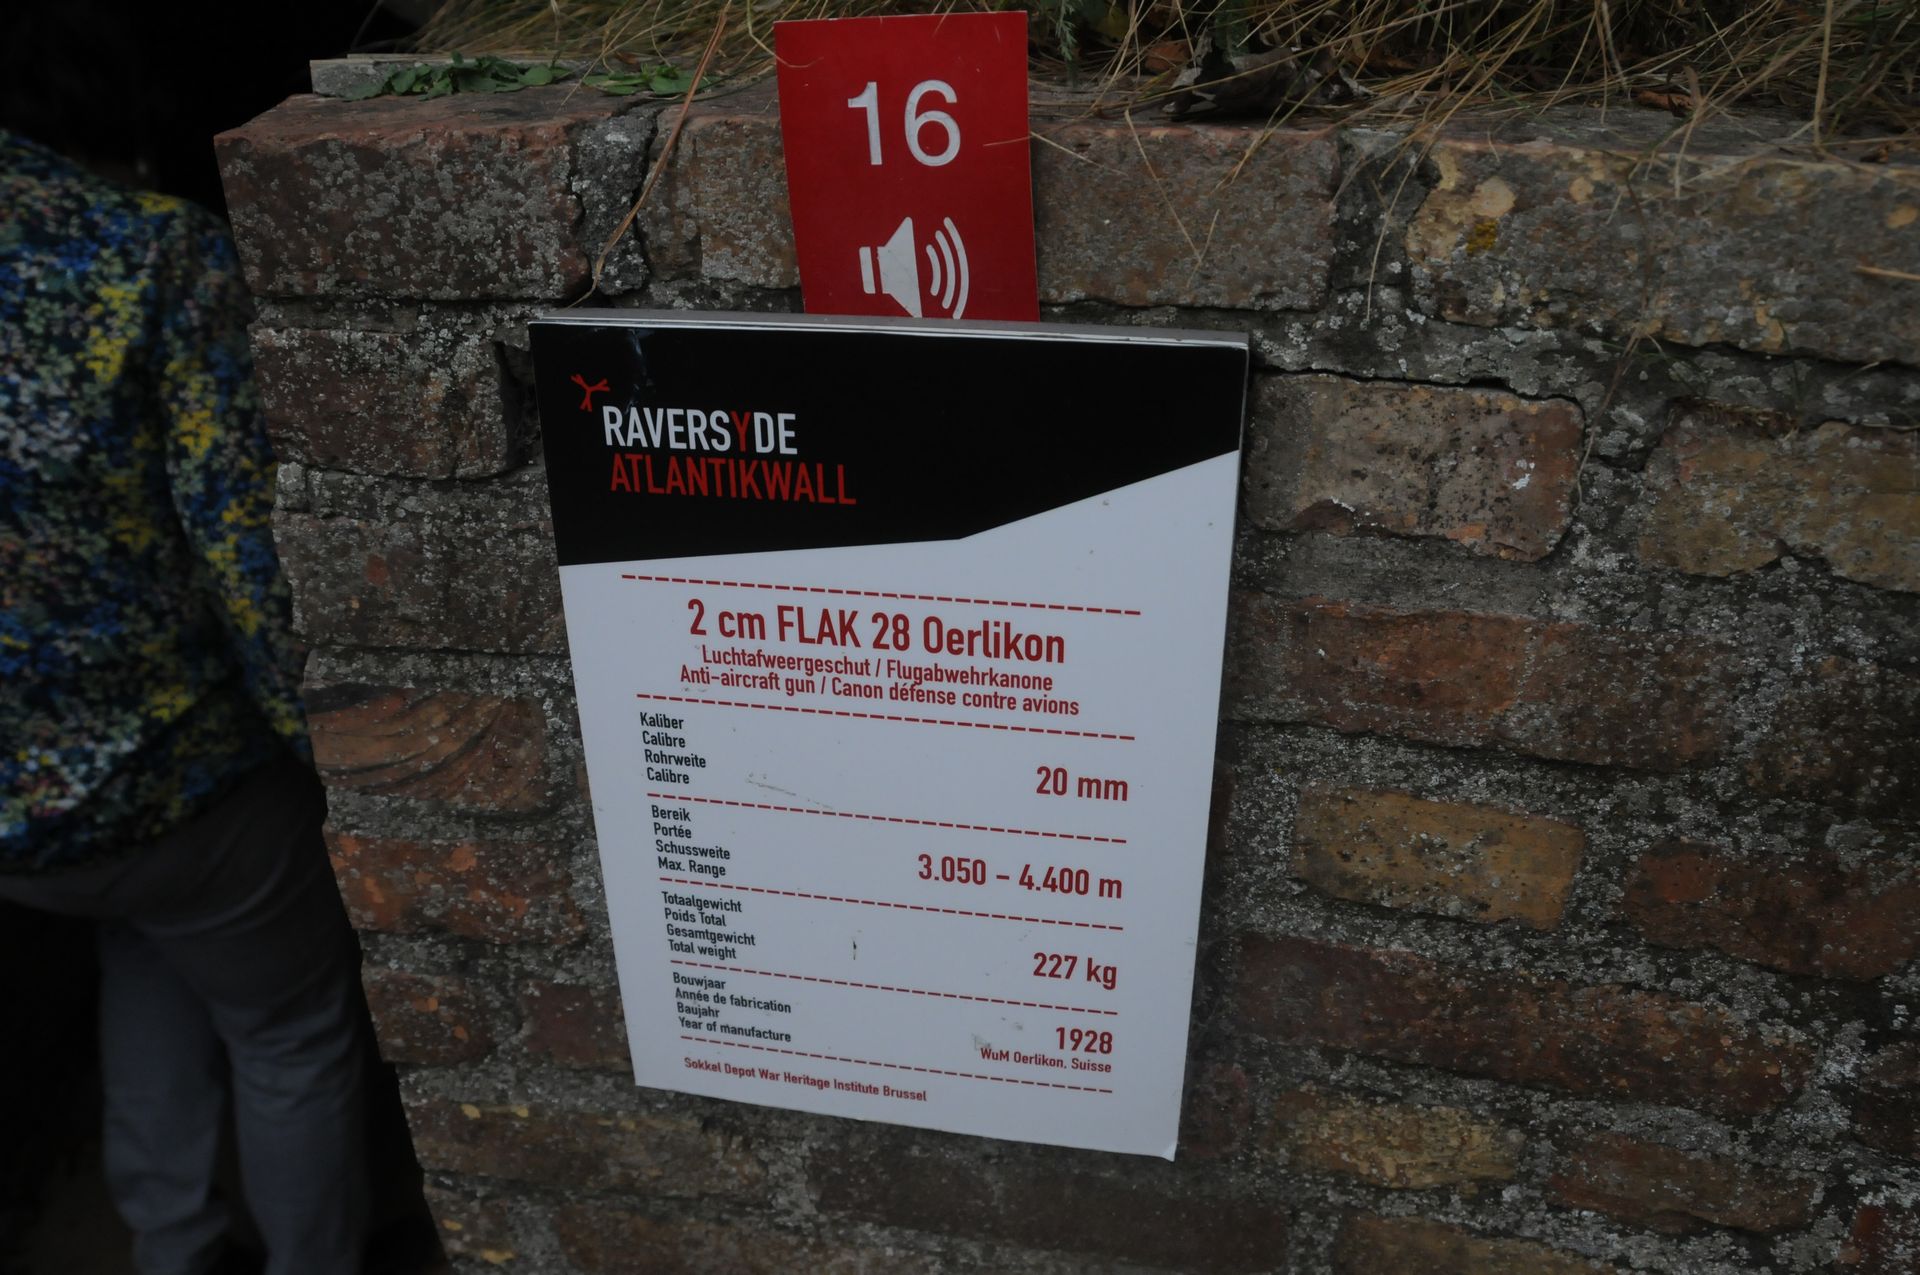 16
RAVERSYDE
ATLANTIKWALL
2 cm FLAK 28 Oerlikon
Luchtafweergeschut / Flugabwehrkanone
Anti-aircraft gun / Canon défense contre avions
Kaliber
Calibre
Rohrweite
Calibre
20 mm
Bereik
Portée
Schussweite
Max. Range
3.050 – 4.400 m
Totaalgewicht
Poids Total
Gesamtgewicht
Total weight
227 kg
Bouwjaar
Année de fabrication
Baujahr
Year of manufacture
1928
WuM Oerlikon, Suisse
Sokkel Depot War Heritage Institute Brussel